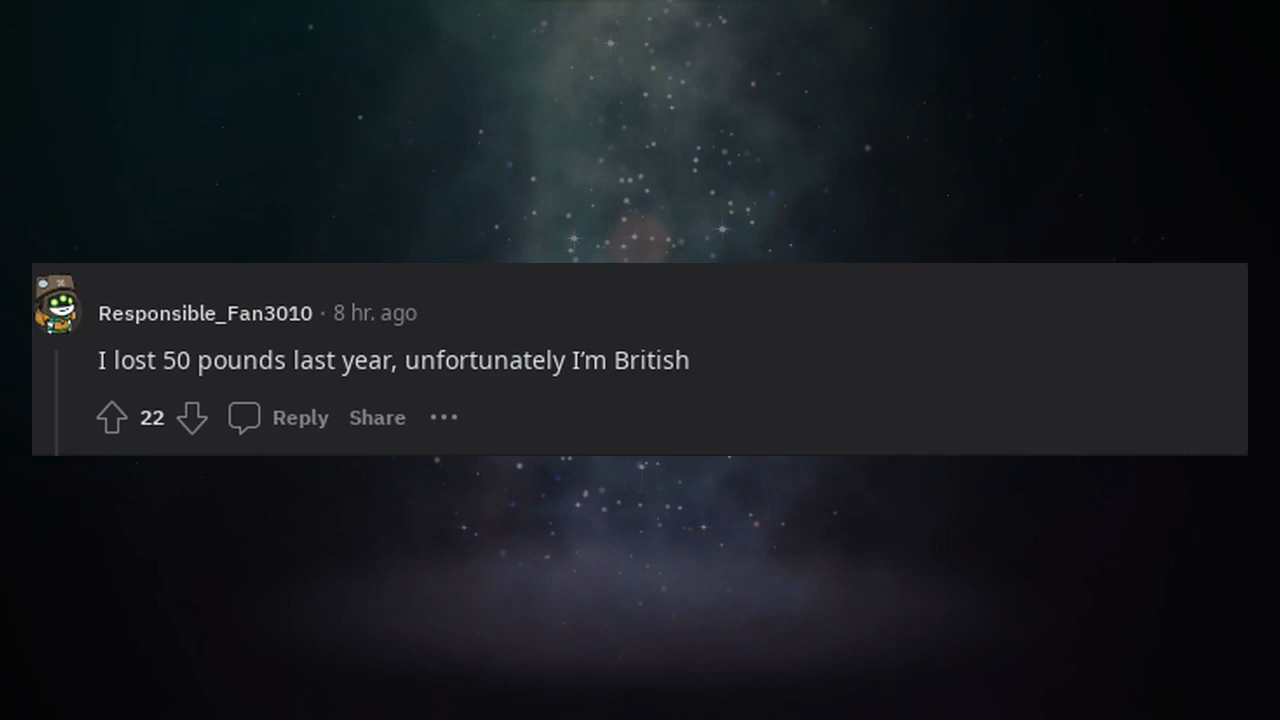 Responsible_Fan3010 · 8 hr. ago
I lost 50 pounds last year, unfortunately I’m British
22 Reply Share ···